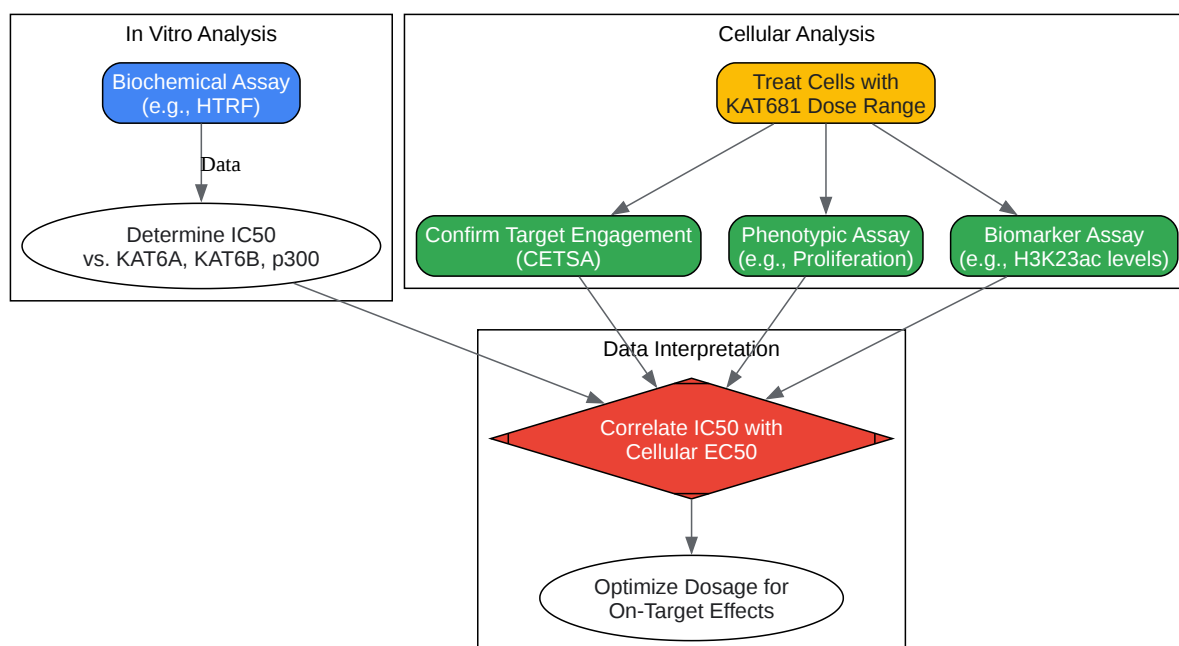 In Vitro Analysis
Biochemical Assay
(e.g., HTRF)
Data
Determine IC50
vs. KAT6A, KAT6B, p300
Cellular Analysis
Treat Cells with
KAT681 Dose Range
Confirm Target Engagement
(CETSA)
Phenotypic Assay
(e.g., Proliferation)
Biomarker Assay
(e.g., H3K23ac levels)
Data Interpretation
Correlate IC50 with
Cellular EC50
Optimize Dosage for
On-Target Effects